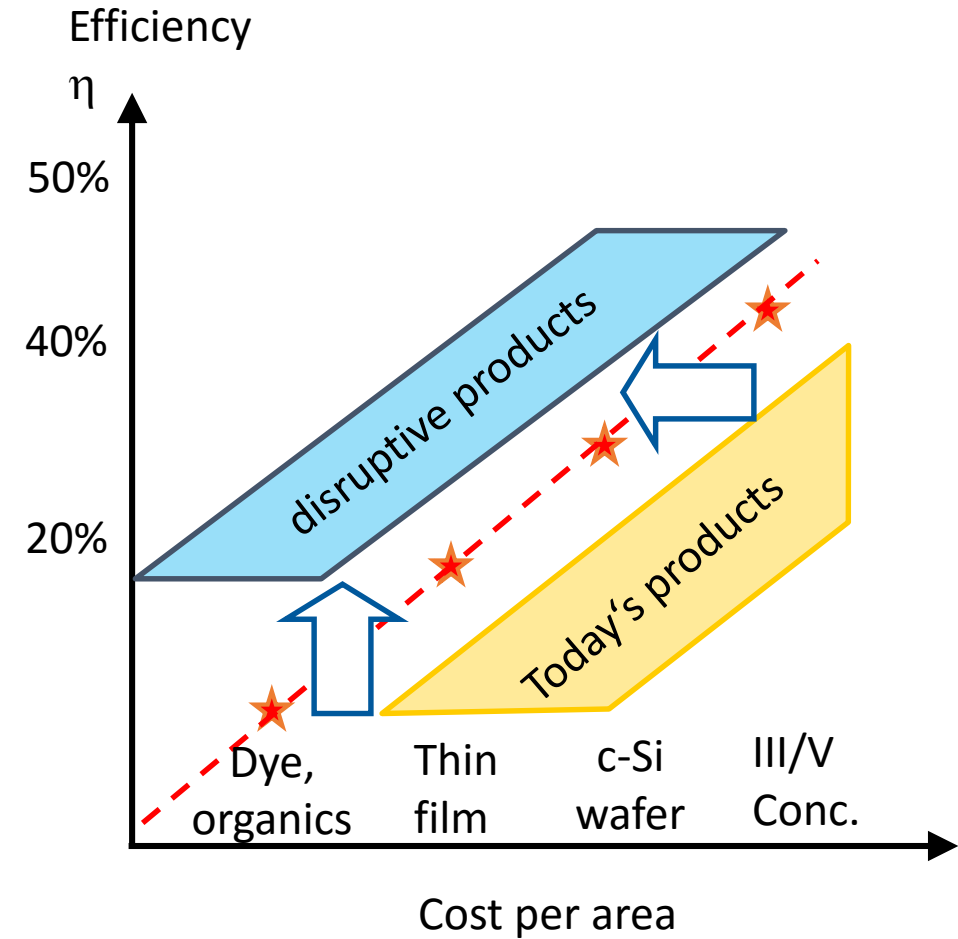 Efficiency
η
50%
40%
20%
disruptive products
Today‘s products
Dye,
organics
Thin
film
c-Si
wafer
III/V
Conc.
Cost per area